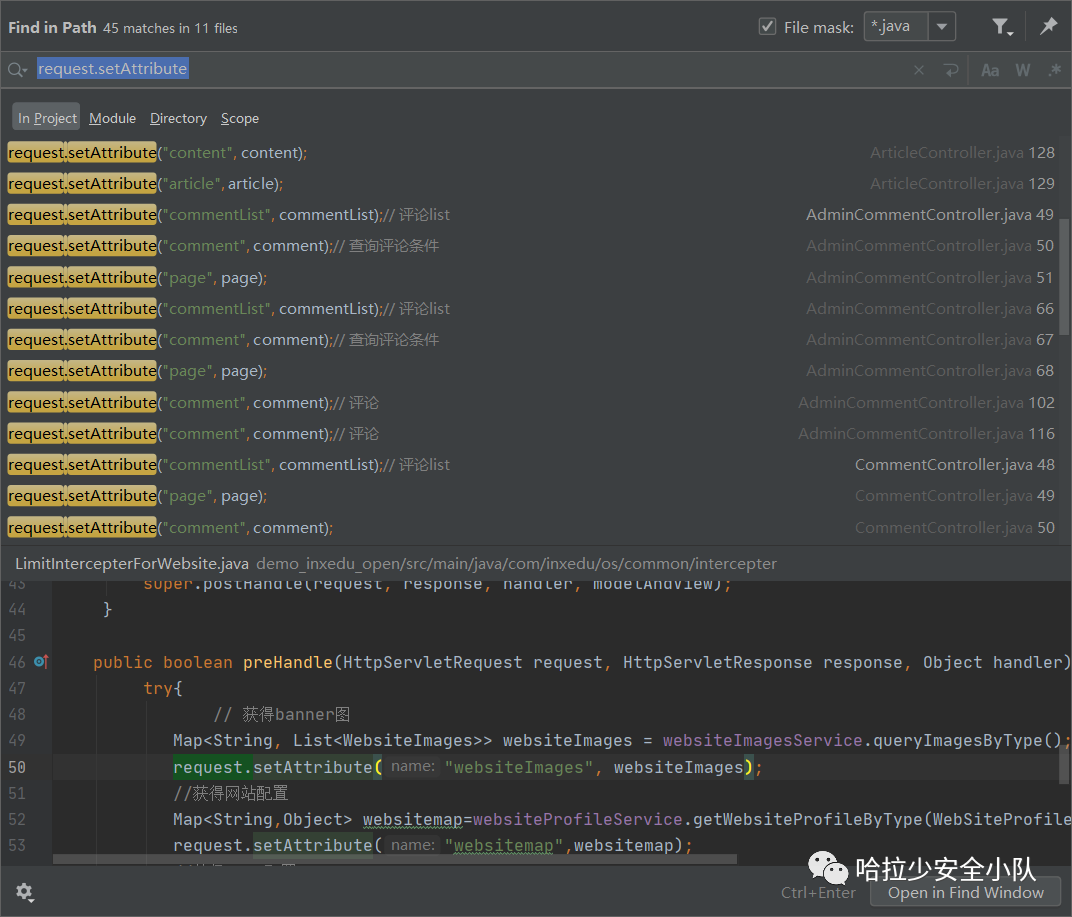 Find in Path 45 matches in 11 files File mask: *.java
request.setAttribute Aa W .*
In Project Module Directory Scope
request.setAttribute("content", content); ArticleController.java 128
request.setAttribute("article", article); ArticleController.java 129
request.setAttribute("commentList", commentList);// 评论list AdminCommentController.java 49
request.setAttribute("comment", comment);// 查询评论条件 AdminCommentController.java 50
request.setAttribute("page", page); AdminCommentController.java 51
request.setAttribute("commentList", commentList);// 评论list AdminCommentController.java 66
request.setAttribute("comment", comment);// 查询评论条件 AdminCommentController.java 67
request.setAttribute("page", page); AdminCommentController.java 68
request.setAttribute("comment", comment);// 评论 AdminCommentController.java 102
request.setAttribute("comment", comment);// 评论 AdminCommentController.java 116
request.setAttribute("commentList", commentList);// 评论list CommentController.java 48
request.setAttribute("page", page); CommentController.java 49
request.setAttribute("comment", comment); CommentController.java 50
LimitIntercepterForWebsite.java demo_inxedu_open/src/main/java/com/inxedu/os/common/intercepter
43 super.postHandle(request, response, handler, modelAndView);
44 }
45
46 public boolean preHandle(HttpServletRequest request, HttpServletResponse response, Object handler)
47 try{
48 // 获得banner图
49 Map<String, List<WebsiteImages>> websiteImages = websiteImagesService.queryImagesByType();
50 request.setAttribute( name: "websiteImages", websiteImages);
51 //获得网站配置
52 Map<String,Object> websitemap=websiteProfileService.getWebsiteProfileByType(WebSiteProfile
53 request.setAttribute( name: "websitemap",websitemap);
哈拉少安全小队
Ctrl+Enter Open in Find Window